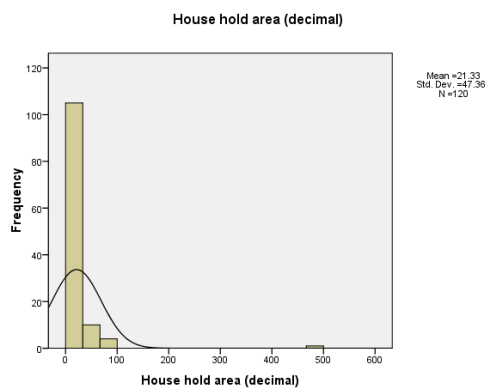 House hold area (decimal)
Mean =21.33
Std. Dev. =47.36
N =120
Frequency
120
100
80
60
40
20
0
0 100 200 300 400 500 600
House hold area (decimal)